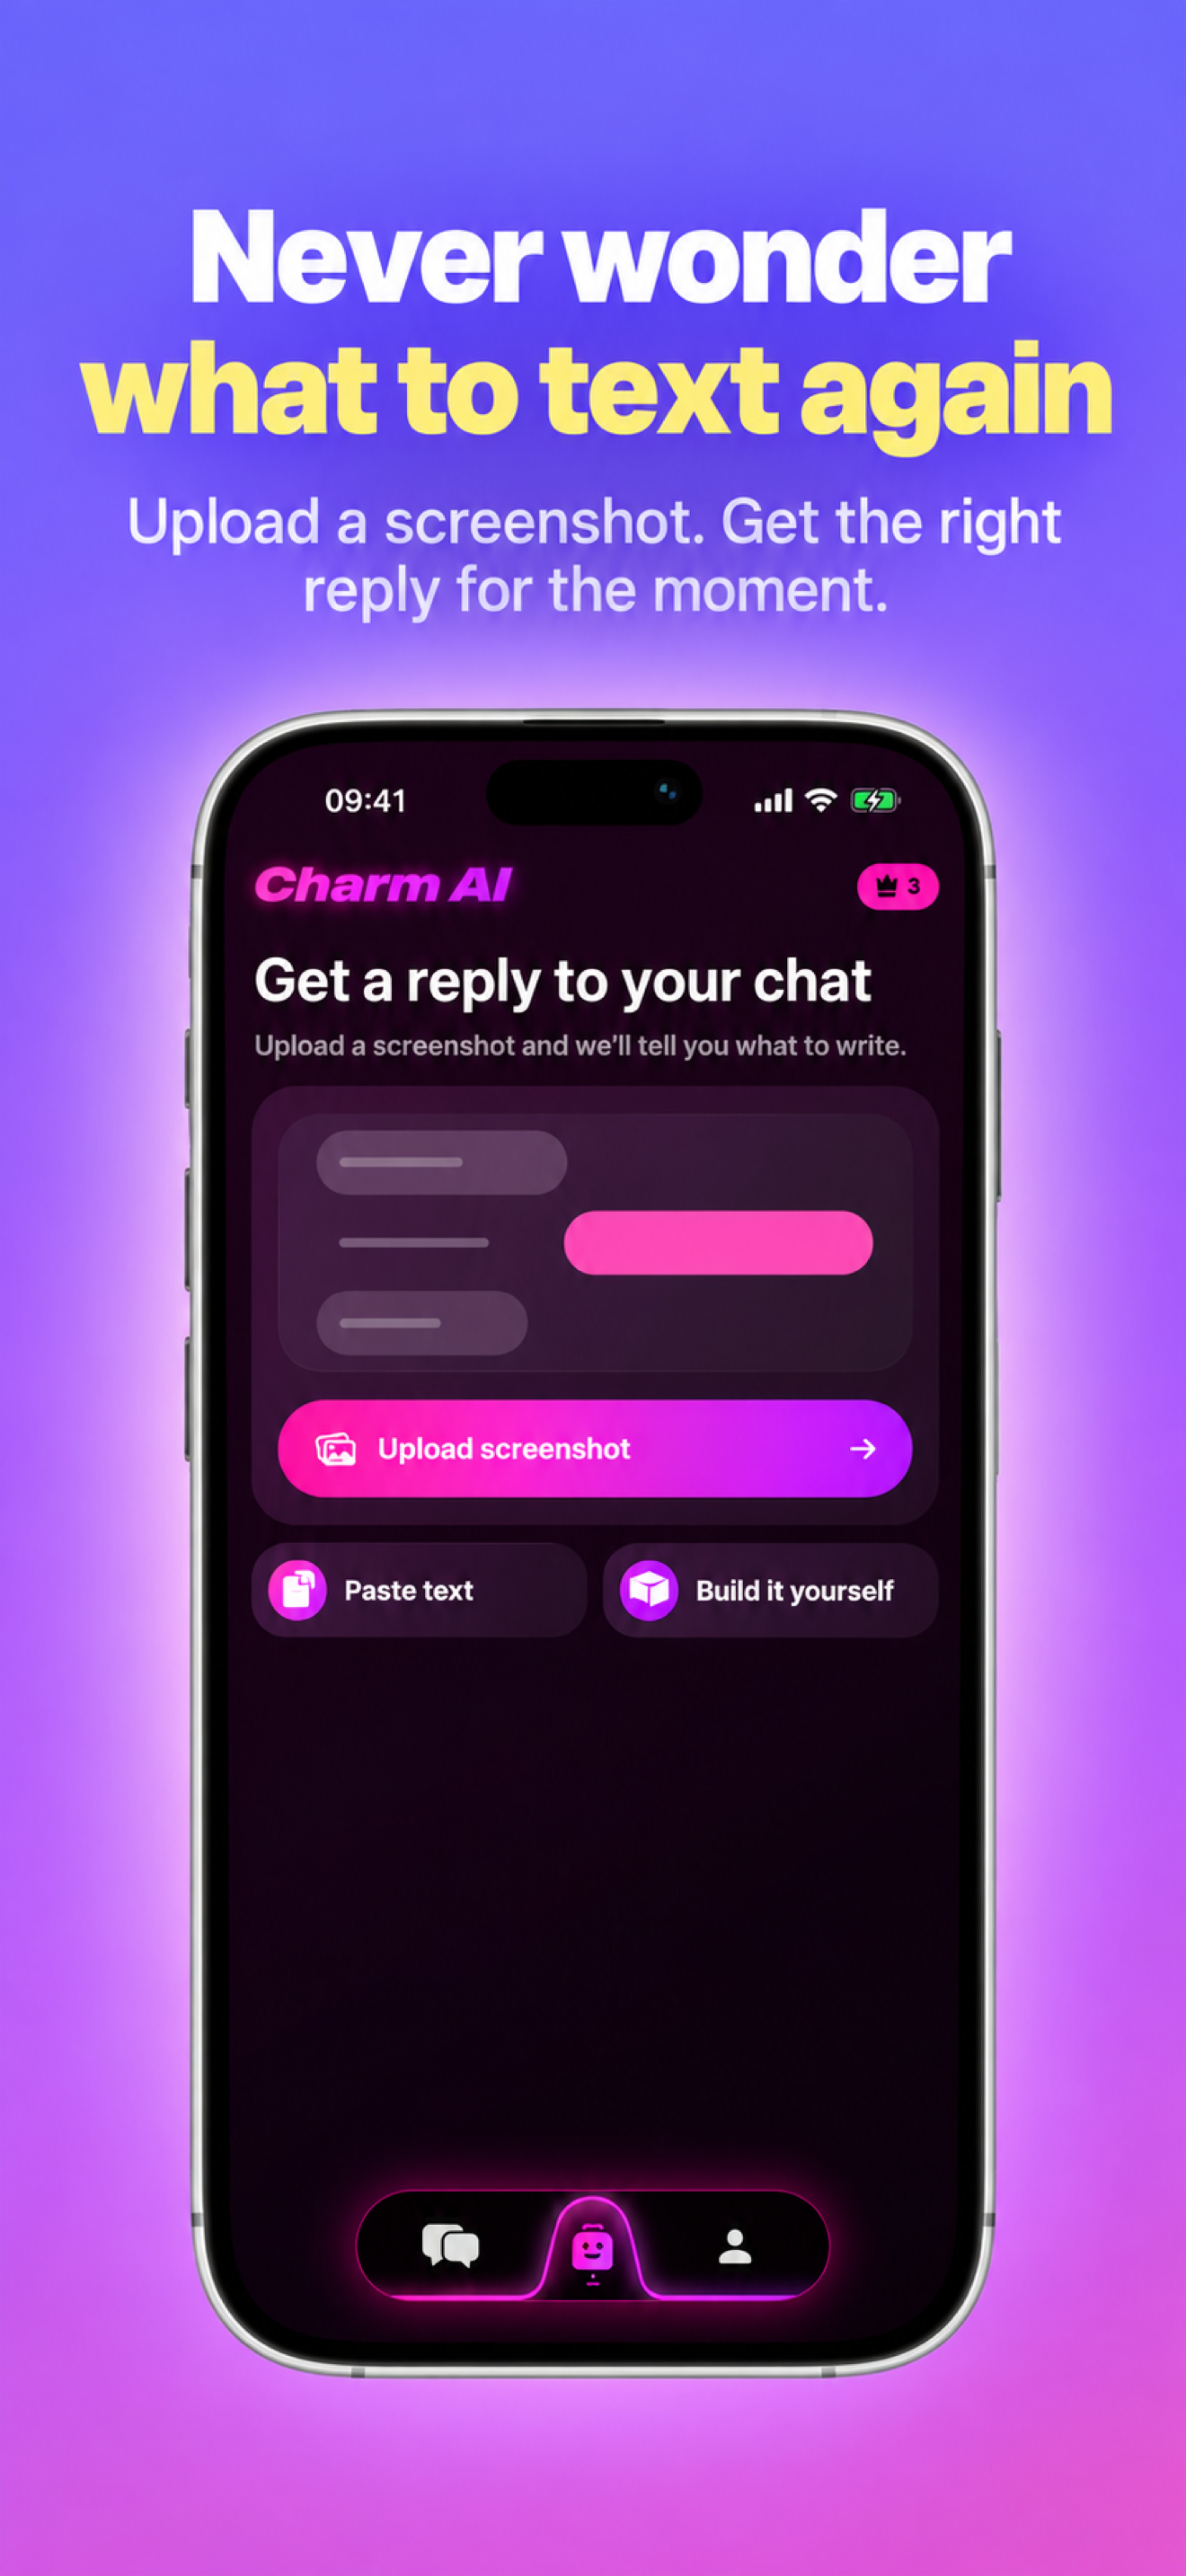 Never wonder
what to text again
Upload a screenshot. Get the right
reply for the moment.
09:41
Charm AI
3
Get a reply to your chat
Upload a screenshot and we'll tell you what to write.
Upload screenshot
Paste text
Build it yourself